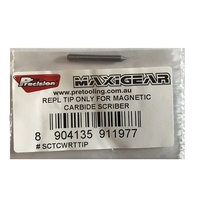 Precision MAXIGEAR
www.pretooling.com.au
REPL TIP ONLY FOR MAGNETIC
CARBIDE SCRIBER
8 904135 911977
#SCTCWRTTIP